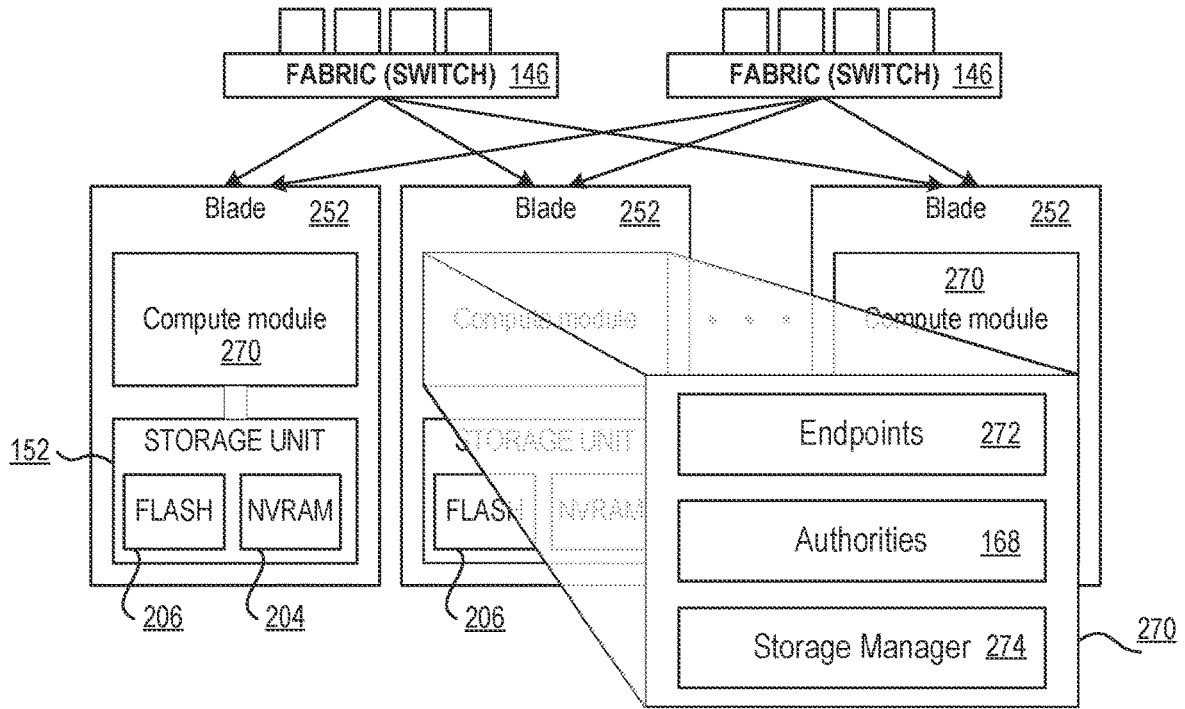 FABRIC (SWITCH) 146
FABRIC (SWITCH) 146
Blade 252
Blade 252
Blade 252
Compute module
270
Compute module
270
Compute module
152
STORAGE UNIT
FLASH
NVRAM
STORAGE UNIT
FLASH
NVRAM
206
204
206
Endpoints 272
Authorities 168
Storage Manager 274
270